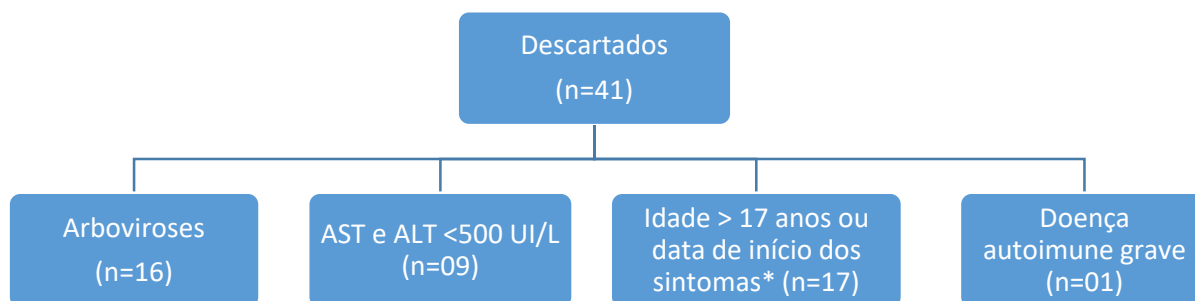 Descartados
(n=41)
Arboviroses
(n=16)
AST e ALT <500 UI/L
(n=09)
Idade > 17 anos ou
data de início dos
sintomas* (n=17)
Doença
autoimune grave
(n=01)